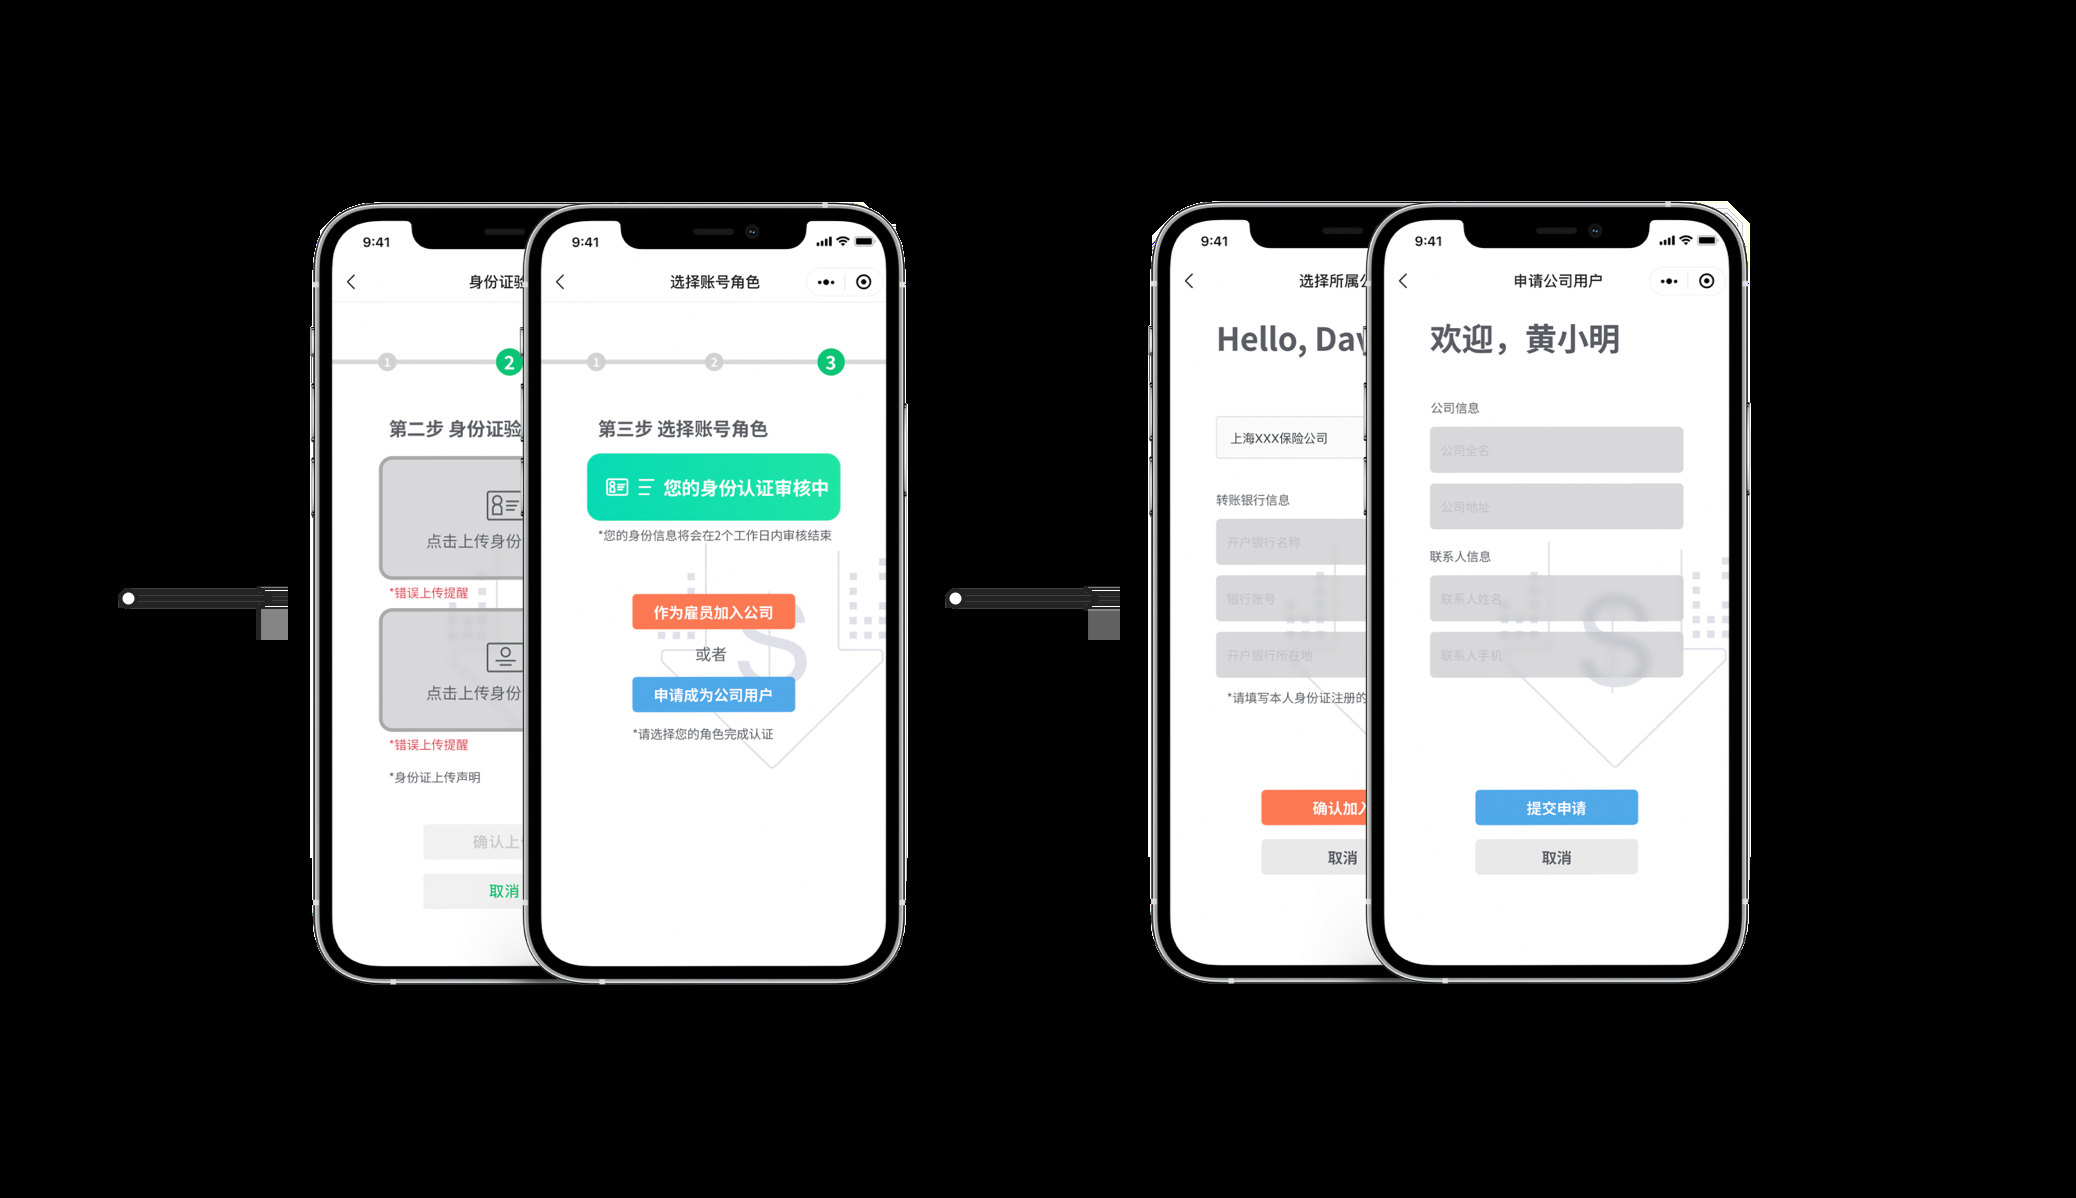 9:41
身份证验
1
2
第二步 身份证验
点击上传身份
*错误上传提醒
点击上传身份
*错误上传提醒
*身份证上传声明
确认上
取消
9:41
选择账号角色
1
2
3
第三步 选择账号角色
您的身份认证审核中
*您的身份信息将会在2个工作日内审核结束
作为雇员加入公司
或者
申请成为公司用户
*请选择您的角色完成认证
$
9:41
选择所属公
Hello, Dav
上海XXX保险公司
转账银行信息
开户银行名称
银行账号
开户银行所在地
*请填写本人身份证注册的
确认加入
取消
9:41
申请公司用户
欢迎，黄小明
公司信息
公司全名
公司地址
联系人信息
联系人姓名
联系人手机
$
提交申请
取消